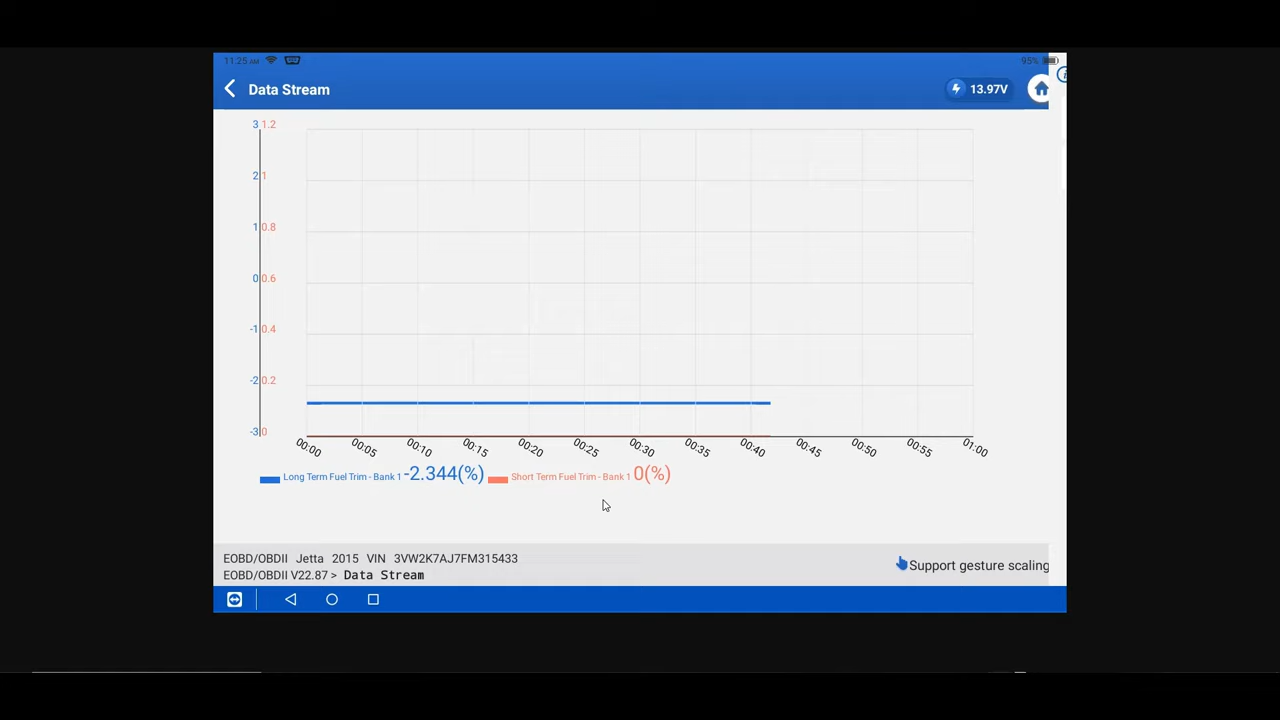 11:25 AM 95%
Data Stream 13.97V
3 1.2
2 1
1 0.8
0 0.6
-1 0.4
-2 0.2
-3 0
00:00 00:05 00:10 00:15 00:20 00:25 00:30 00:35 00:40 00:45 00:50 00:55 01:00
Long Term Fuel Trim - Bank 1 -2.344(%) Short Term Fuel Trim - Bank 1 0(%)
EOBD/OBDII Jetta 2015 VIN 3VW2K7AJ7FM315433
EOBD/OBDII V22.87 > Data Stream
Support gesture scaling